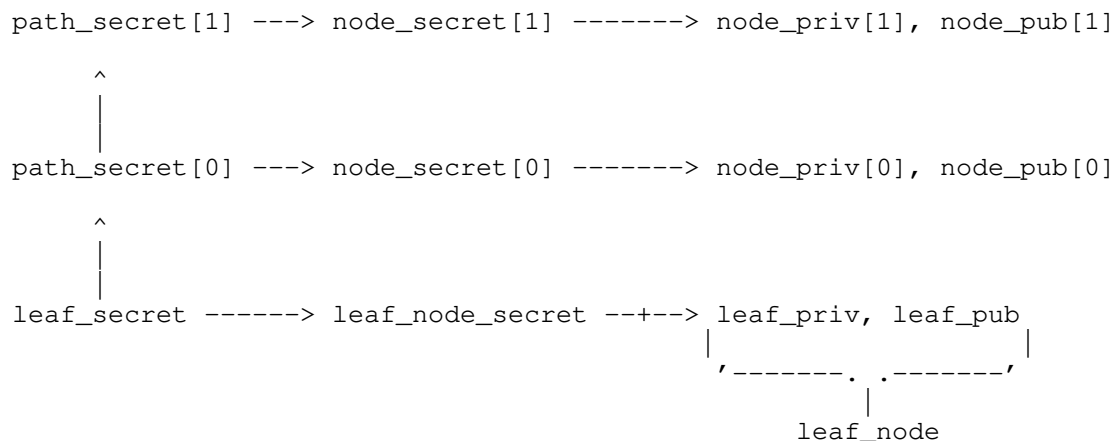 path_secret[1] ---> node_secret[1] -------> node_priv[1], node_pub[1]
^
|
|
path_secret[0] ---> node_secret[0] -------> node_priv[0], node_pub[0]
^
|
|
leaf_secret ------> leaf_node_secret --+--> leaf_priv, leaf_pub
| |
'-------. .-------'
|
leaf_node